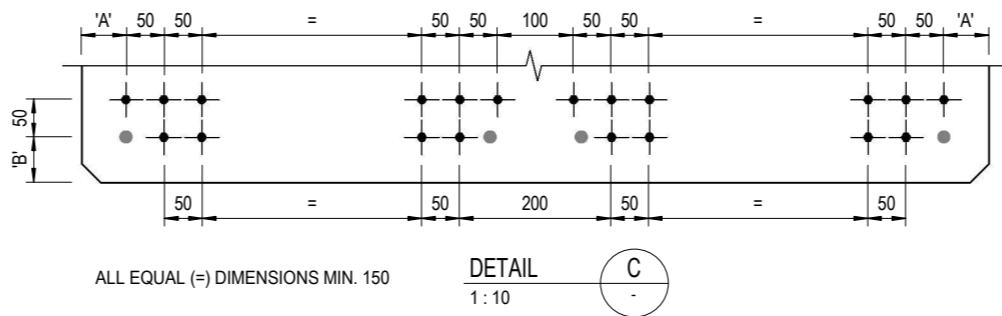 'A' 50 50 = 50 50 100 50 50 = 50 50 'A'
50
'B'
50 = 50 200 50 = 50
ALL EQUAL (=) DIMENSIONS MIN. 150
DETAIL C
1 : 10 -